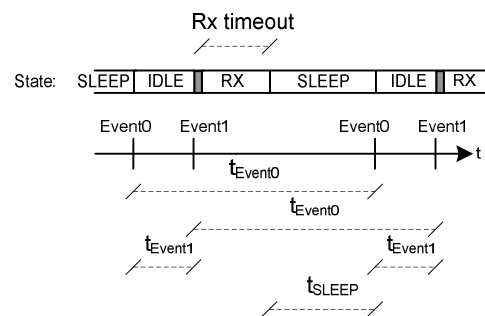 Rx timeout
State: SLEEP IDLE RX SLEEP IDLE RX
Event0 Event1 Event0 Event1
t
tEvent0
tEvent0
tEvent1 tEvent1
tSLEEP